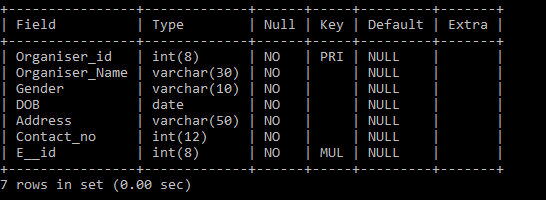 +----------------+-------------+------+-----+---------+-------+
| Field          | Type        | Null | Key | Default | Extra |
+----------------+-------------+------+-----+---------+-------+
| Organiser_id   | int(8)      | NO   | PRI | NULL    |       |
| Organiser_Name | varchar(30) | NO   |     | NULL    |       |
| Gender         | varchar(10) | NO   |     | NULL    |       |
| DOB            | date        | NO   |     | NULL    |       |
| Address        | varchar(50) | NO   |     | NULL    |       |
| Contact_no     | int(12)     | NO   |     | NULL    |       |
| E__id          | int(8)      | NO   | MUL | NULL    |       |
+----------------+-------------+------+-----+---------+-------+
7 rows in set (0.00 sec)